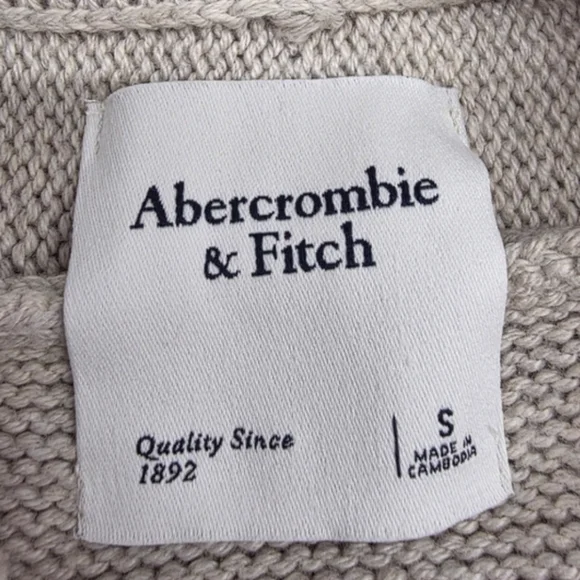 Abercrombie
& Fitch
Quality Since
1892
S
MADE IN
CAMBODIA